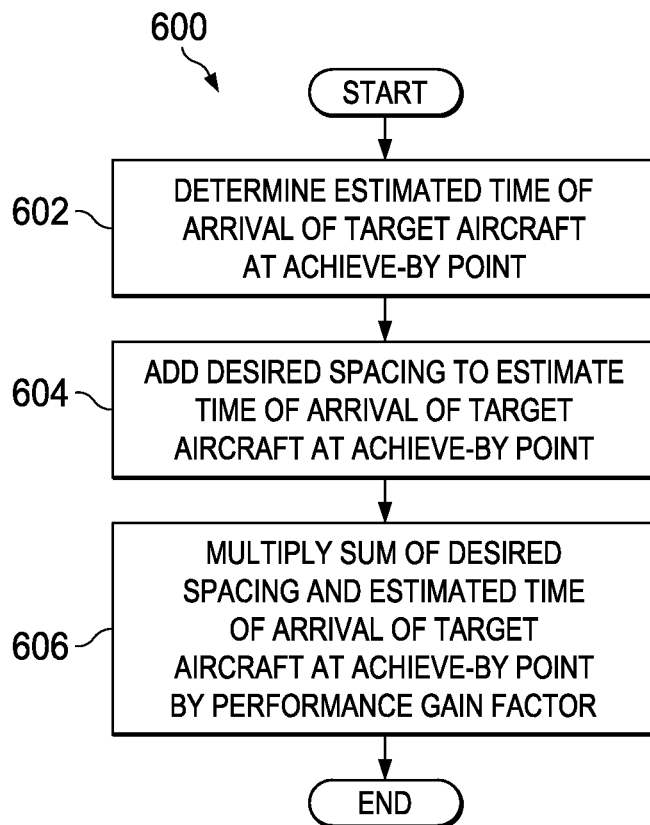 600
START
602
DETERMINE ESTIMATED TIME OF
ARRIVAL OF TARGET AIRCRAFT
AT ACHIEVE-BY POINT
604
ADD DESIRED SPACING TO ESTIMATE
TIME OF ARRIVAL OF TARGET
AIRCRAFT AT ACHIEVE-BY POINT
606
MULTIPLY SUM OF DESIRED
SPACING AND ESTIMATED TIME
OF ARRIVAL OF TARGET
AIRCRAFT AT ACHIEVE-BY POINT
BY PERFORMANCE GAIN FACTOR
END